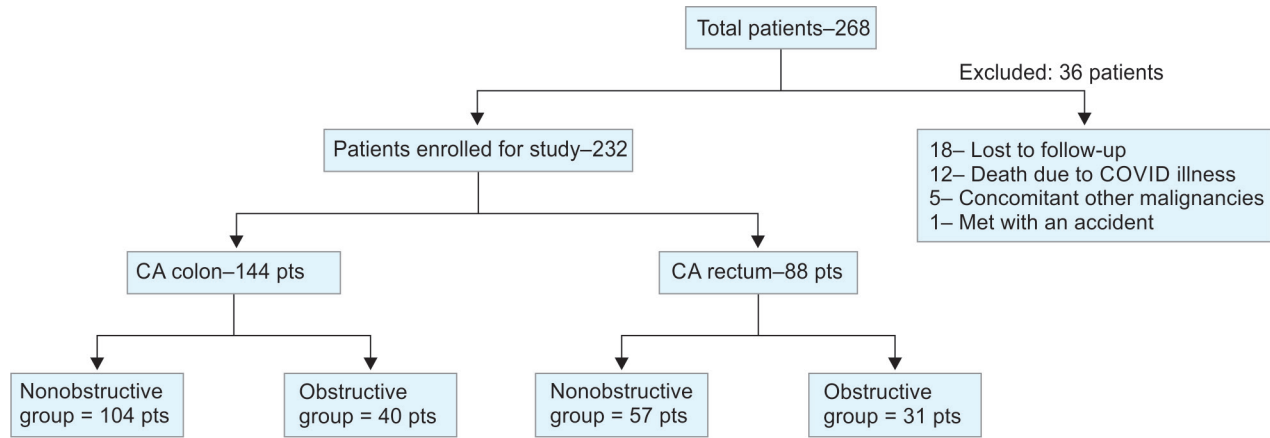 Total patients–268
Excluded: 36 patients
Patients enrolled for study–232
18– Lost to follow-up
12– Death due to COVID illness
5– Concomitant other malignancies
1– Met with an accident
CA colon–144 pts
CA rectum–88 pts
Nonobstructive
group = 104 pts
Obstructive
group = 40 pts
Nonobstructive
group = 57 pts
Obstructive
group = 31 pts